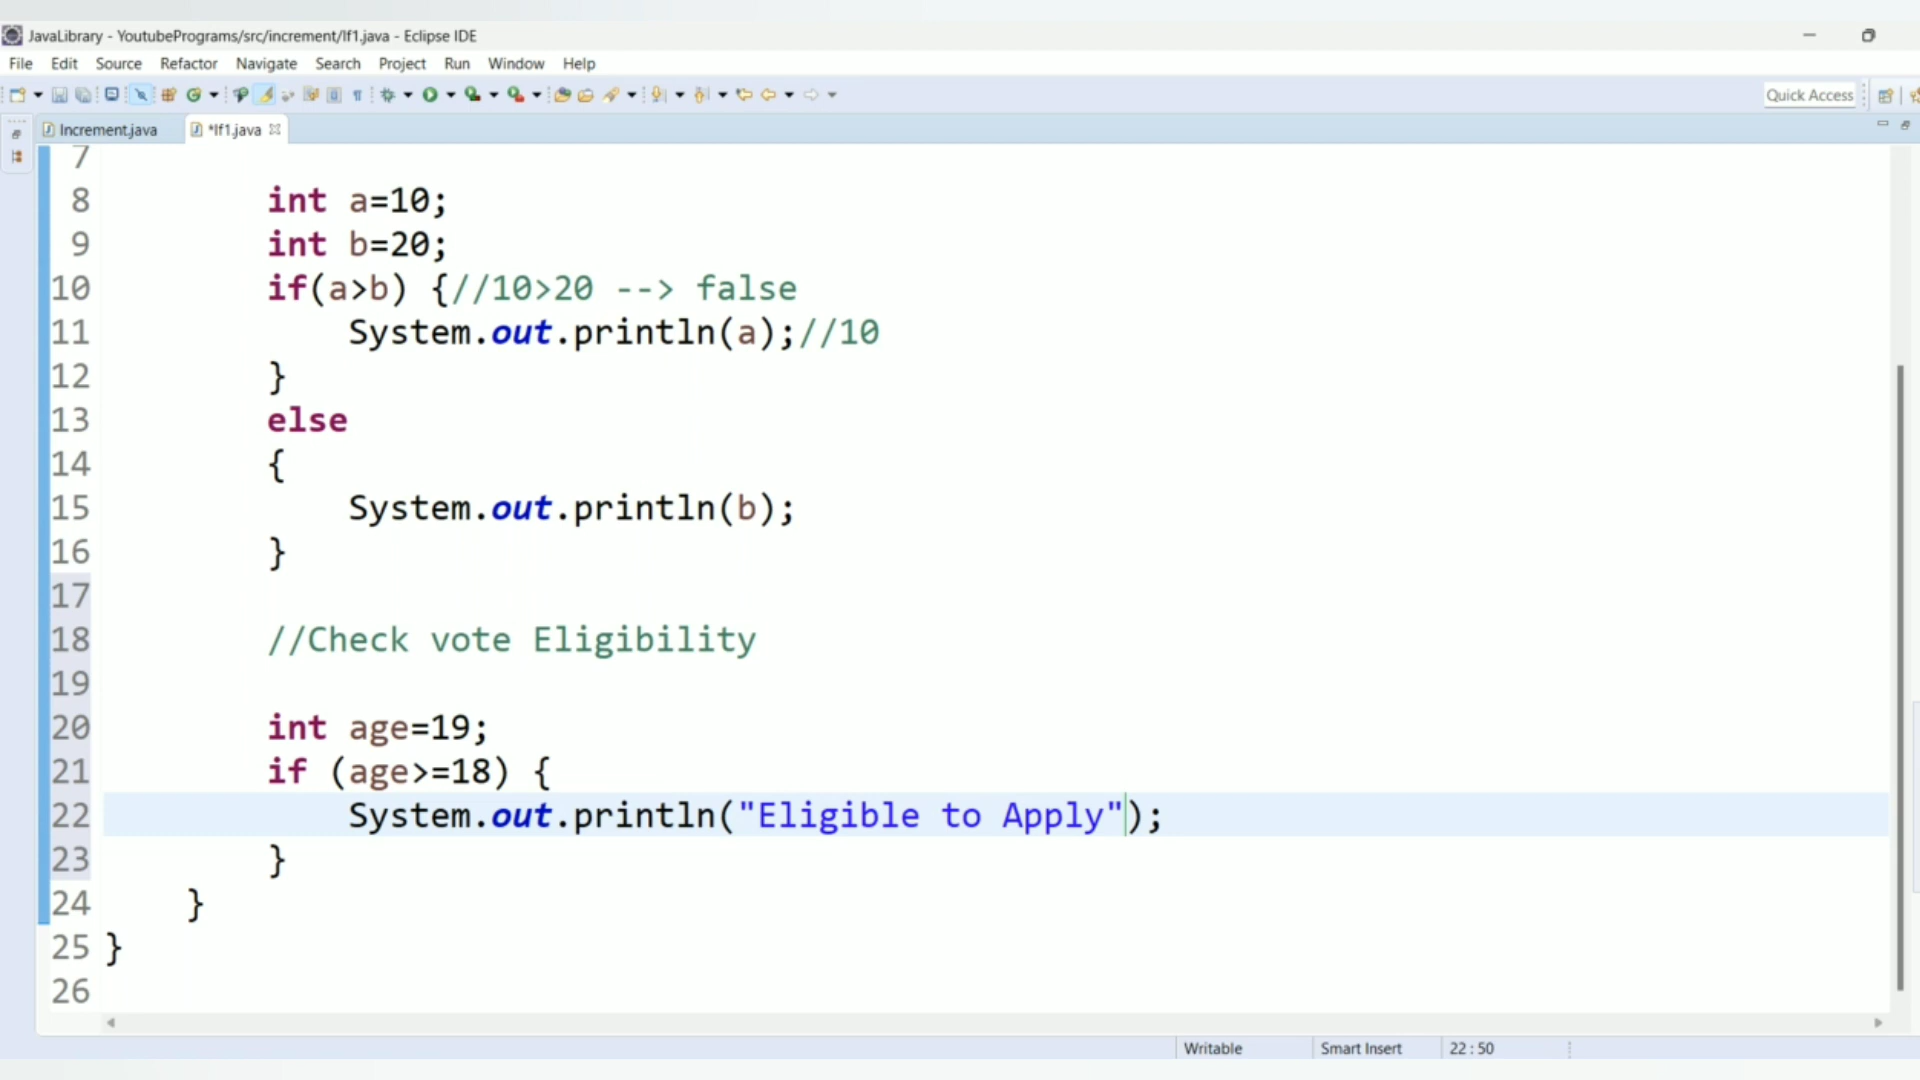 JavaLibrary - YoutubePrograms/src/increment/If1.java - Eclipse IDE
File Edit Source Refactor Navigate Search Project Run Window Help
Quick Access
Increment.java *If1.java
7
8 int a=10;
9 int b=20;
10 if(a>b) {//10>20 --> false
11 System.out.println(a);//10
12 }
13 else
14 {
15 System.out.println(b);
16 }
17
18 //Check vote Eligibility
19
20 int age=19;
21 if (age>=18) {
22 System.out.println("Eligible to Apply");
23 }
24 }
25 }
26
Writable Smart Insert 22 : 50